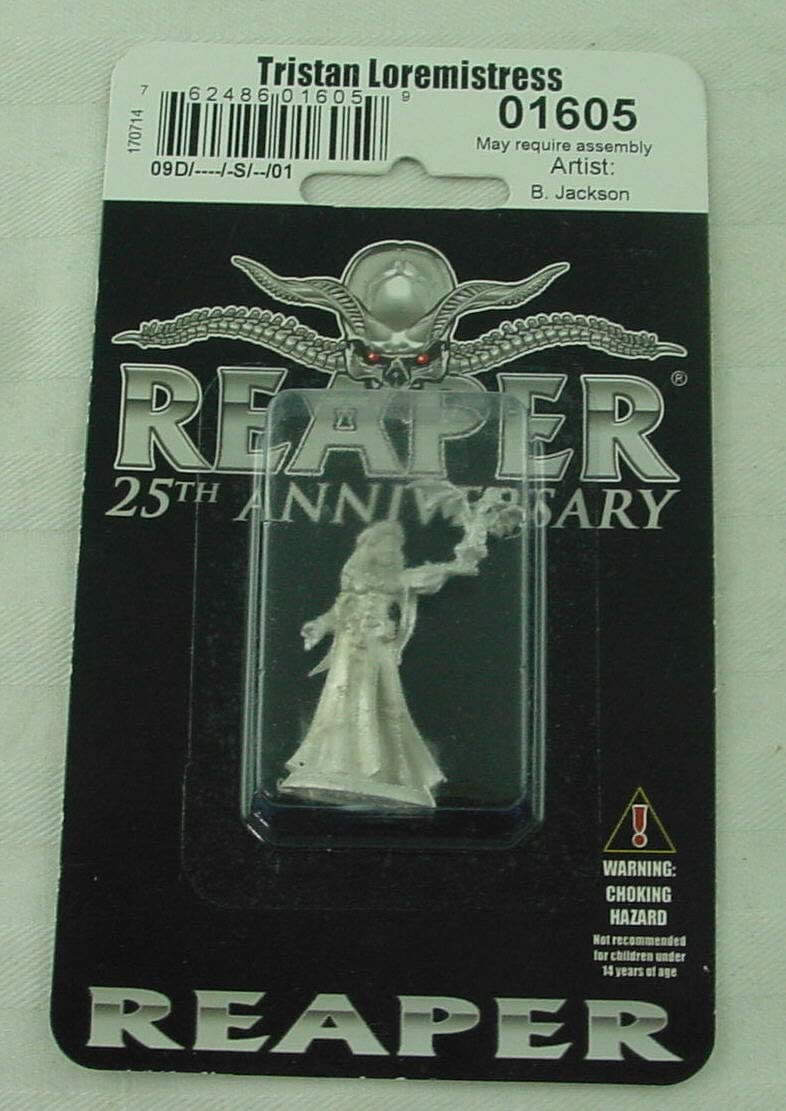 Tristan Loremistress
7 62486 01605 9
170714
09D/----/-S/--/01
01605
May require assembly
Artist:
B. Jackson
REAPER®
25TH ANNIVERSARY
WARNING:
CHOKING
HAZARD
Not recommended
for children under
14 years of age
REAPER